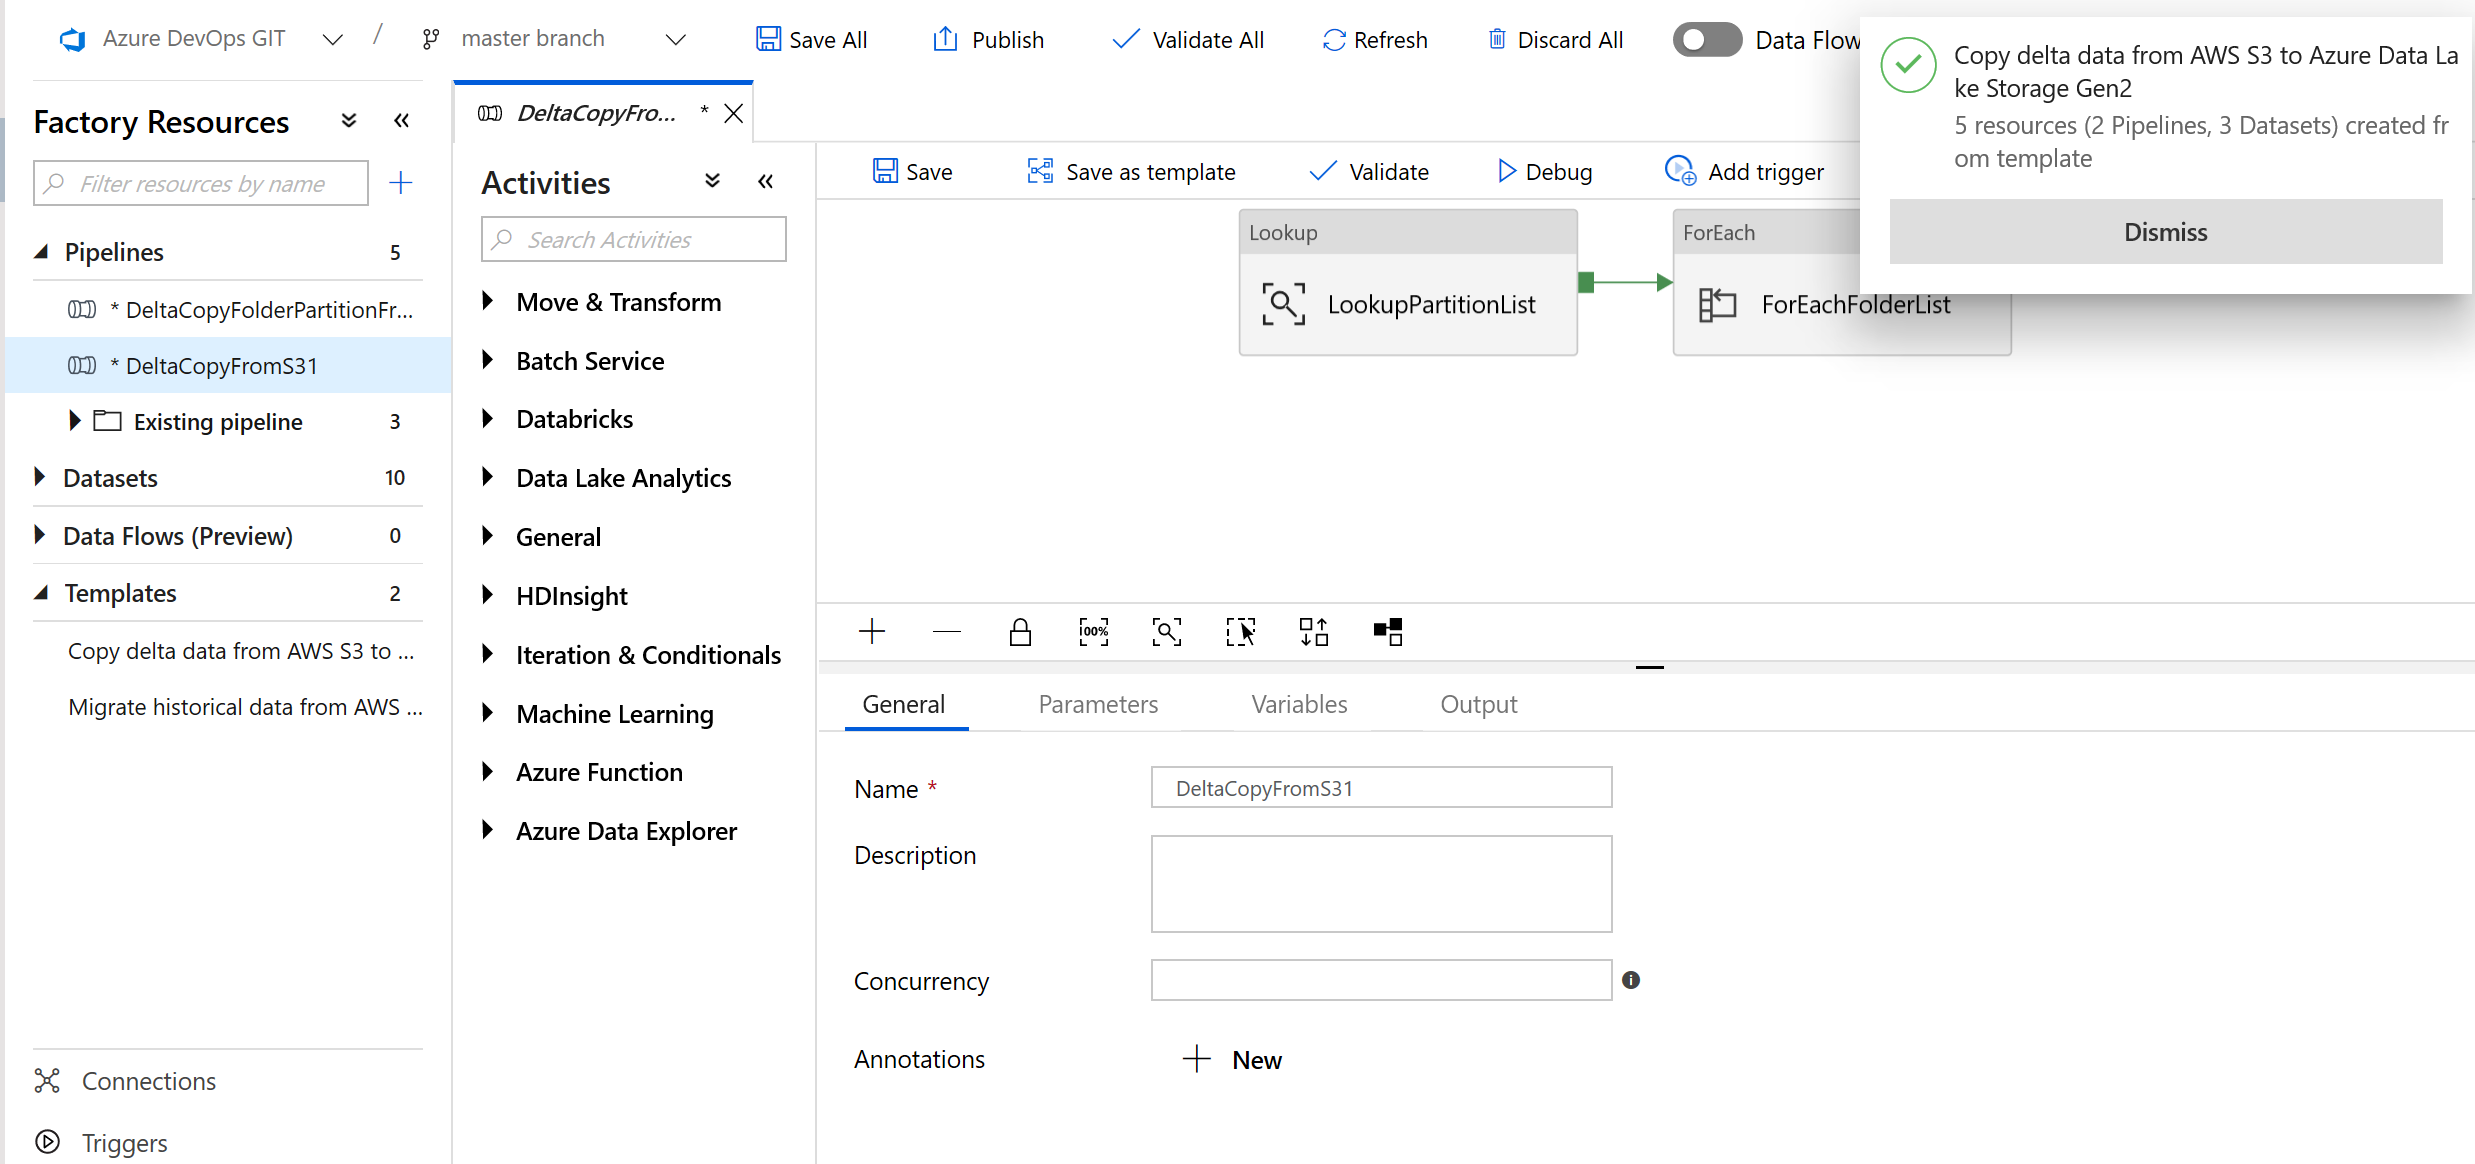 Azure DevOps GIT / master branch
Save All Publish Validate All Refresh Discard All Data Flow
Copy delta data from AWS S3 to Azure Data La
ke Storage Gen2
5 resources (2 Pipelines, 3 Datasets) created fr
om template
Dismiss
Factory Resources
Filter resources by name
Pipelines 5
* DeltaCopyFolderPartitionFr...
* DeltaCopyFromS31
Existing pipeline 3
Datasets 10
Data Flows (Preview) 0
Templates 2
Copy delta data from AWS S3 to ...
Migrate historical data from AWS ...
Connections
Triggers
DeltaCopyFro... *
Activities
Search Activities
Move & Transform
Batch Service
Databricks
Data Lake Analytics
General
HDInsight
Iteration & Conditionals
Machine Learning
Azure Function
Azure Data Explorer
Save Save as template Validate Debug Add trigger
Lookup
LookupPartitionList
ForEach
ForEachFolderList
100%
General Parameters Variables Output
Name * DeltaCopyFromS31
Description
Concurrency
Annotations New